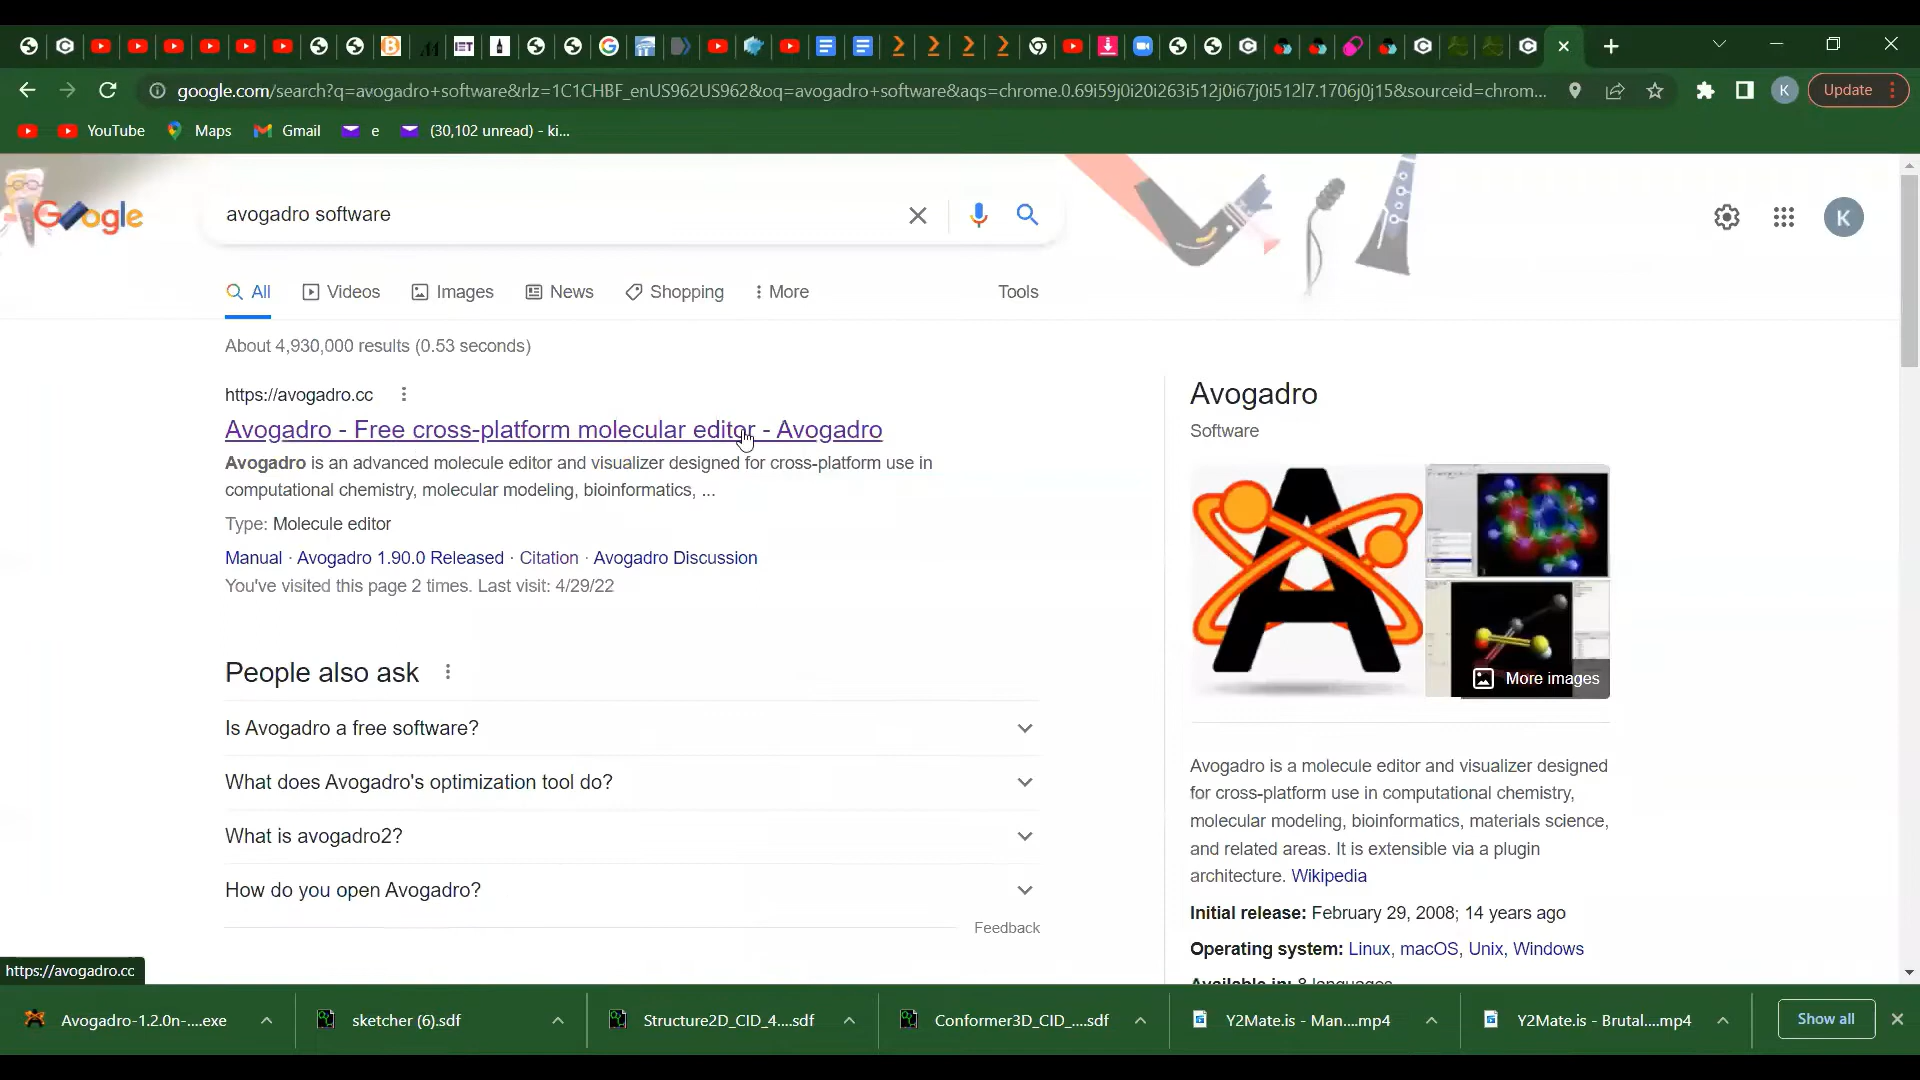 google.com/search?q=avogadro+software&rlz=1C1CHBF_enUS962US962&oq=avogadro+software&aqs=chrome.0.69i59j0i20i263i512j0i67j0i512l7.1706j0j15&sourceid=chrom...
Update
YouTube
Maps
Gmail
e
(30,102 unread) - ki...
Google
avogadro software
K
All
Videos
Images
News
Shopping
More
Tools
About 4,930,000 results (0.53 seconds)
https://avogadro.cc
Avogadro - Free cross-platform molecular editor - Avogadro
Avogadro is an advanced molecule editor and visualizer designed for cross-platform use in
computational chemistry, molecular modeling, bioinformatics, ...
Type: Molecule editor
Manual · Avogadro 1.90.0 Released · Citation · Avogadro Discussion
You've visited this page 2 times. Last visit: 4/29/22
People also ask
Is Avogadro a free software?
What does Avogadro's optimization tool do?
What is avogadro2?
How do you open Avogadro?
Feedback
Avogadro
Software
More images
Avogadro is a molecule editor and visualizer designed
for cross-platform use in computational chemistry,
molecular modeling, bioinformatics, materials science,
and related areas. It is extensible via a plugin
architecture. Wikipedia
Initial release: February 29, 2008; 14 years ago
Operating system: Linux, macOS, Unix, Windows
Available in: 8 languages
https://avogadro.cc
Avogadro-1.2.0n-....exe
sketcher (6).sdf
Structure2D_CID_4....sdf
Conformer3D_CID_....sdf
Y2Mate.is - Man....mp4
Y2Mate.is - Brutal....mp4
Show all